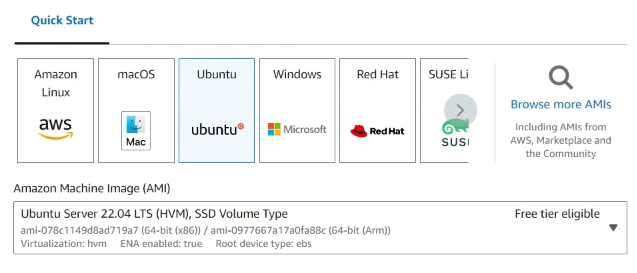 Quick Start
Amazon Linux
aws
macOS
Mac
Ubuntu
ubuntu
Windows
Microsoft
Red Hat
Red Hat
SUSE Li
SUS
Browse more AMIs
Including AMIs from
AWS, Marketplace and
the Community
Amazon Machine Image (AMI)
Ubuntu Server 22.04 LTS (HVM), SSD Volume Type
Free tier eligible
ami-078c1149d8ad719a7 (64-bit (x86)) / ami-0977667a17a0fa88c (64-bit (Arm))
Virtualization: hvm ENA enabled: true Root device type: ebs